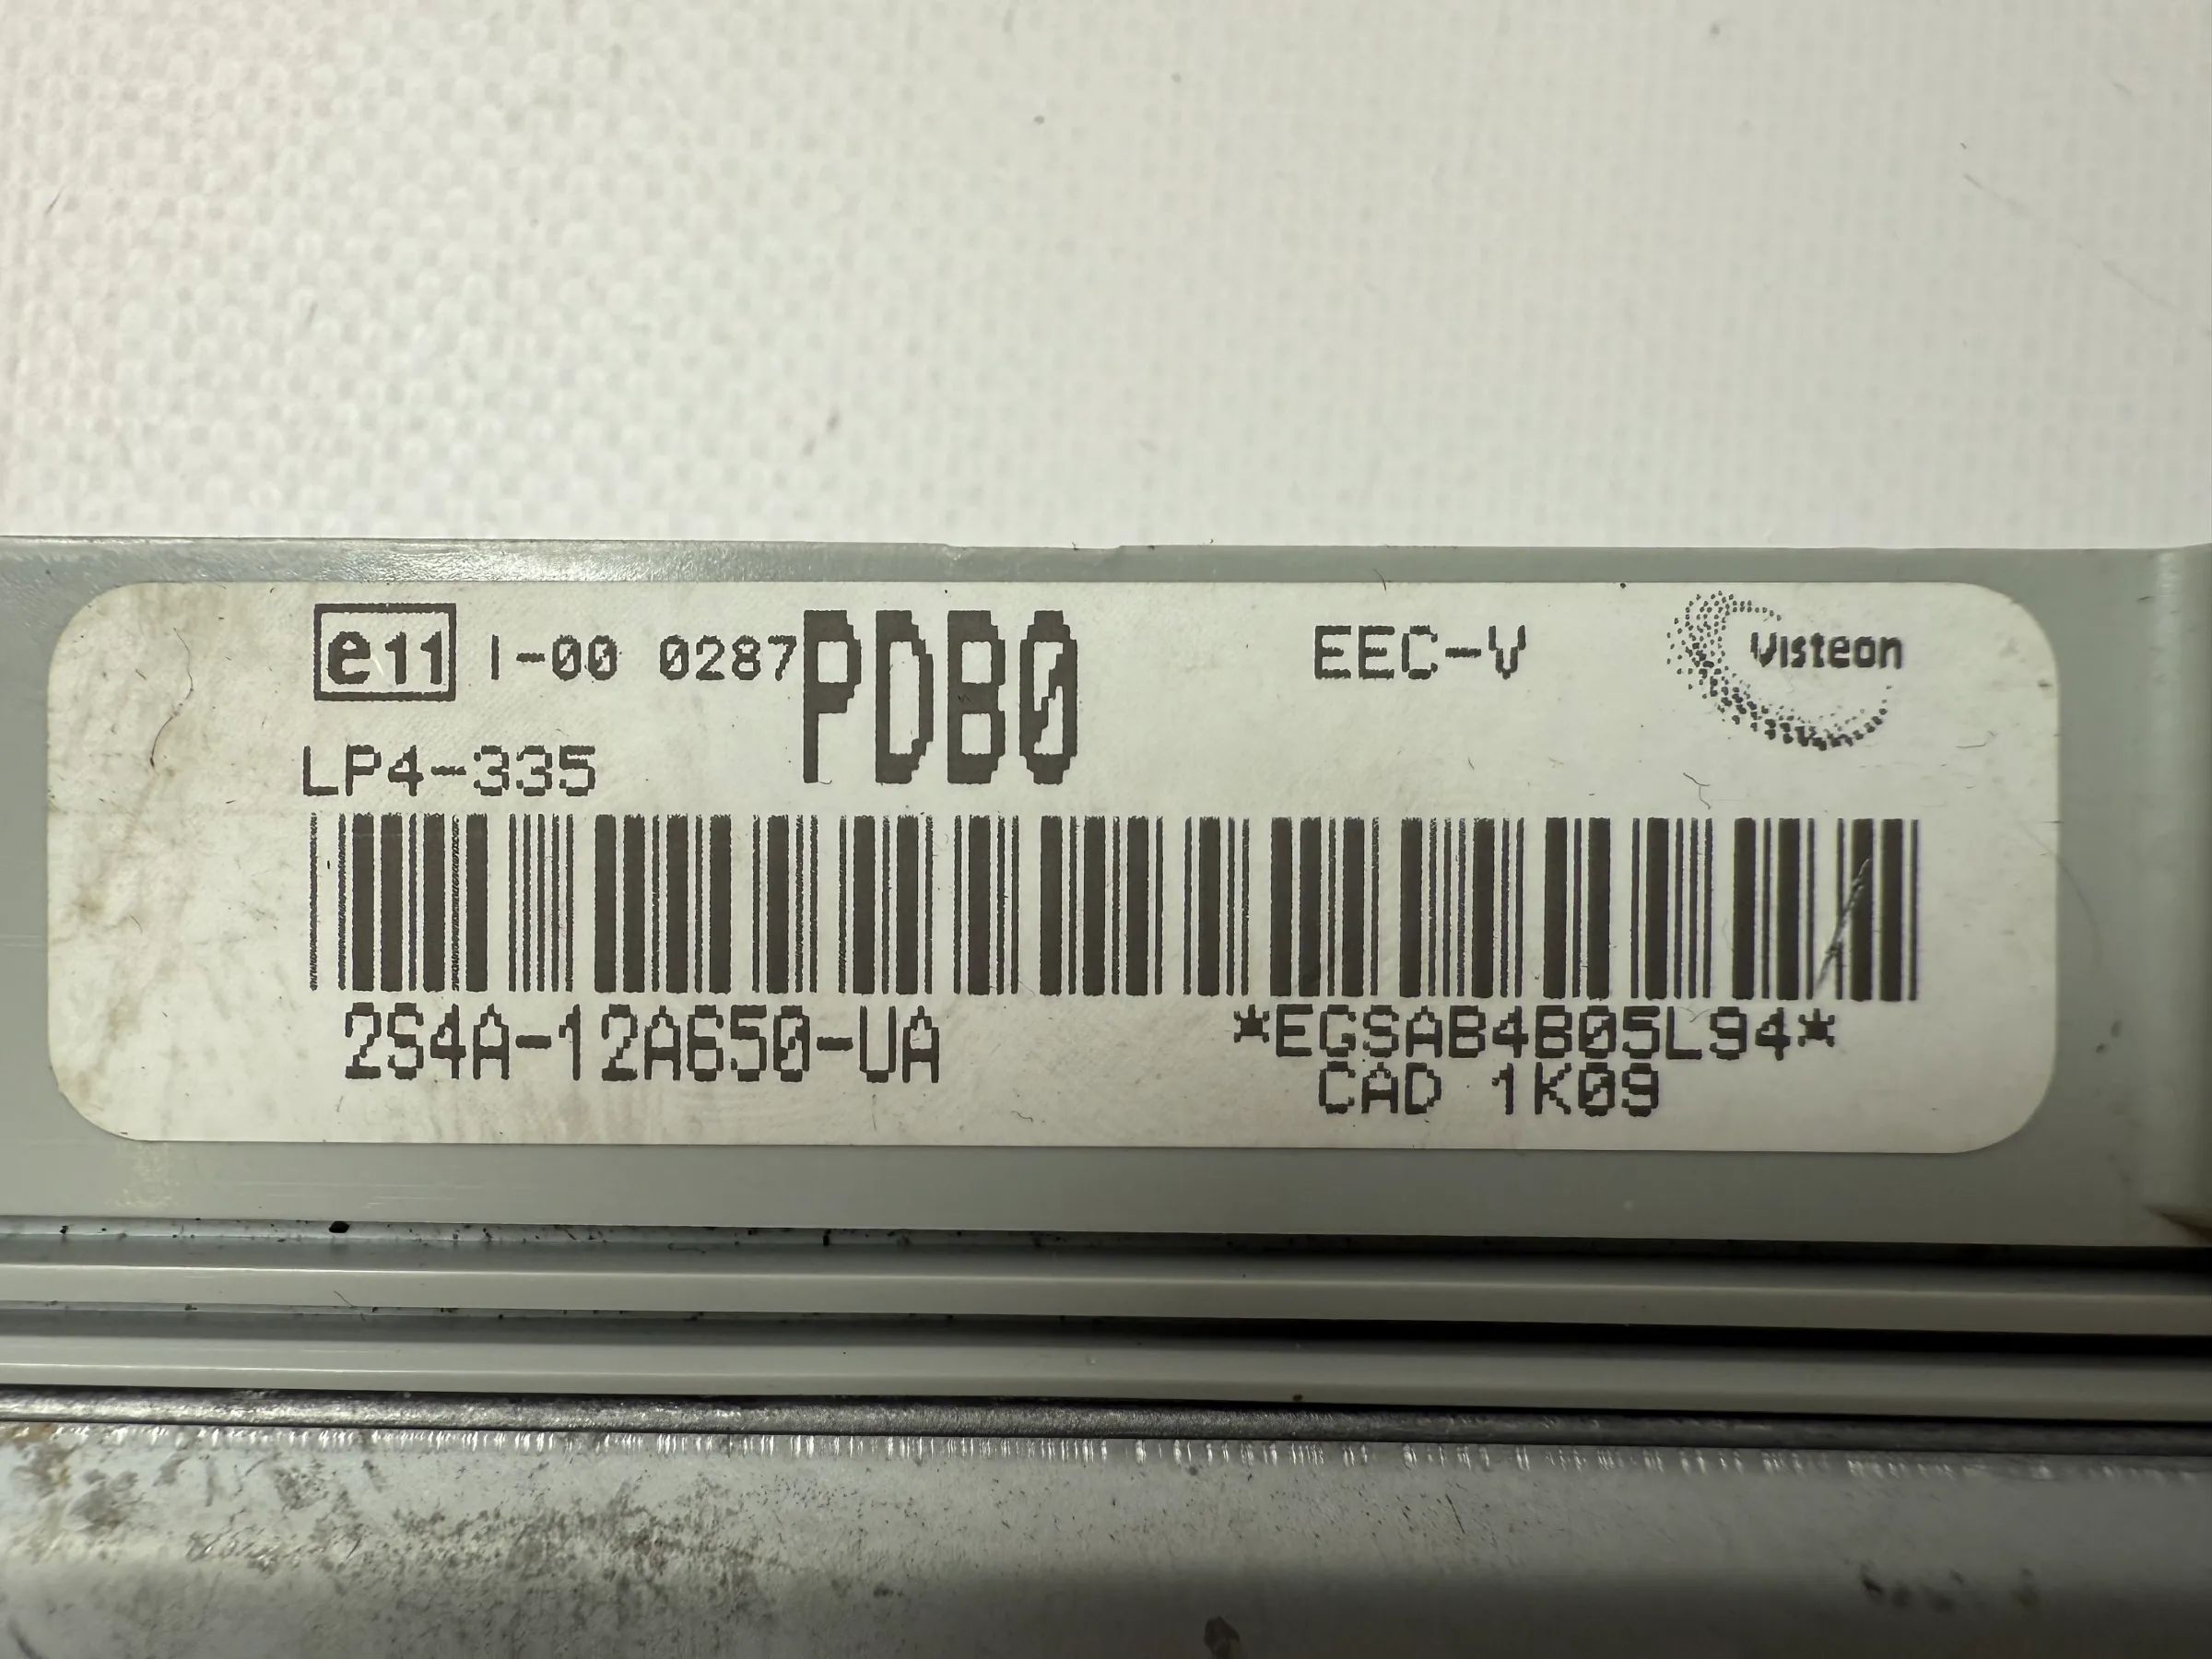 e11 I-00 0287 PDB0 EEC-V Visteon
LP4-335
2S4A-12A650-UA *EGSAB4B05L94*
CAD 1K09